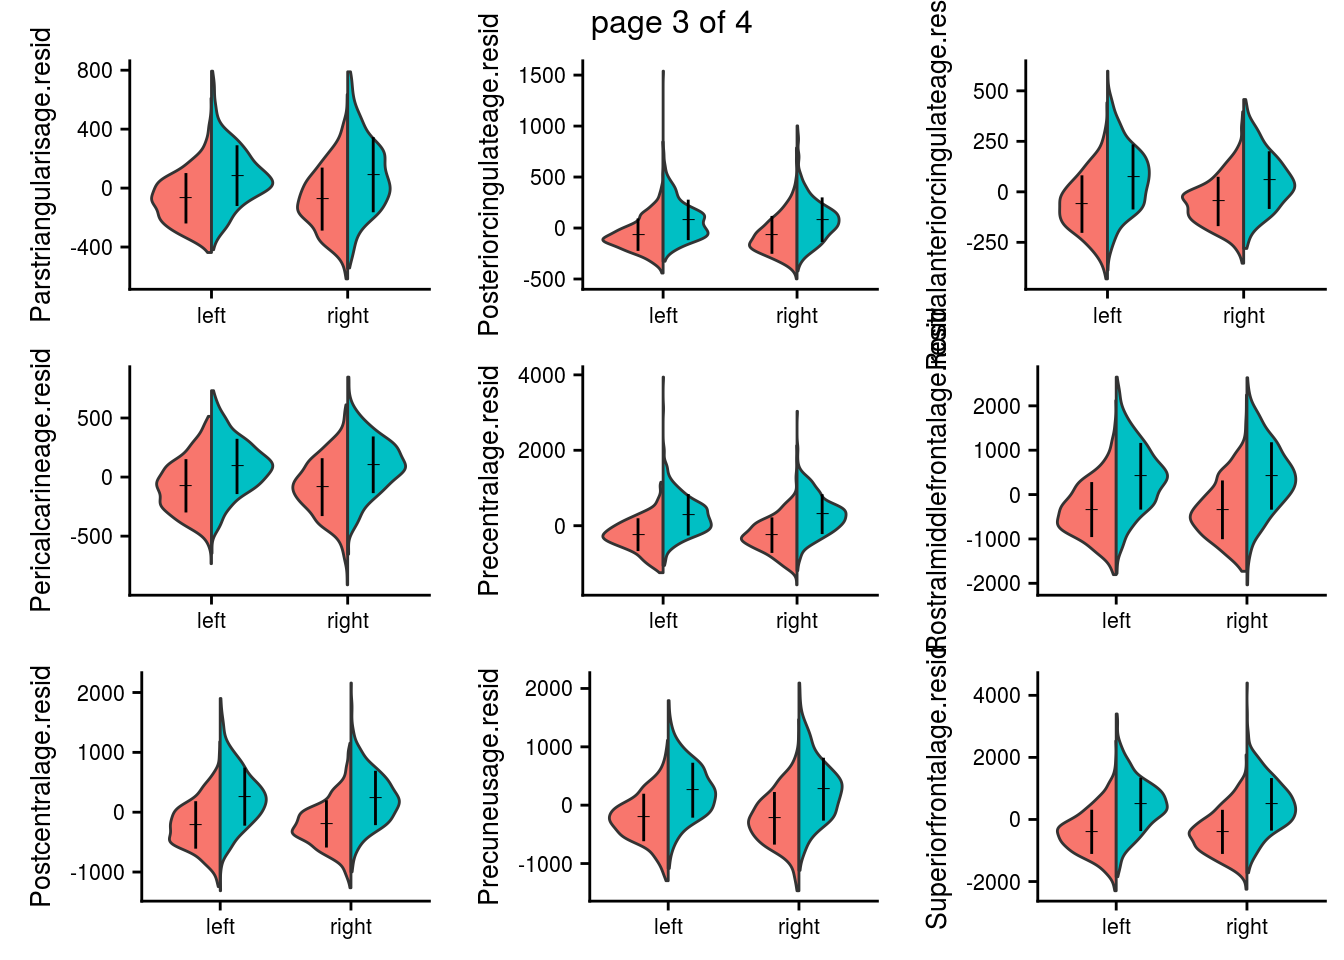 page 3 of 4
Parstriangularisage.resid
800
400
0
-400
left
right
Posteriorcingulateage.resid
1500
1000
500
0
-500
left
right
Rostralanteriorcingulateage.resid
500
250
0
-250
left
right
Pericalcarineage.resid
500
0
-500
left
right
Precentralage.resid
4000
2000
0
left
right
Rostralmiddlefrontalage.resid
2000
1000
0
-1000
-2000
left
right
Postcentralage.resid
2000
1000
0
-1000
left
right
Precuneusage.resid
2000
1000
0
-1000
left
right
Superiorfrontalage.resid
4000
2000
0
-2000
left
right